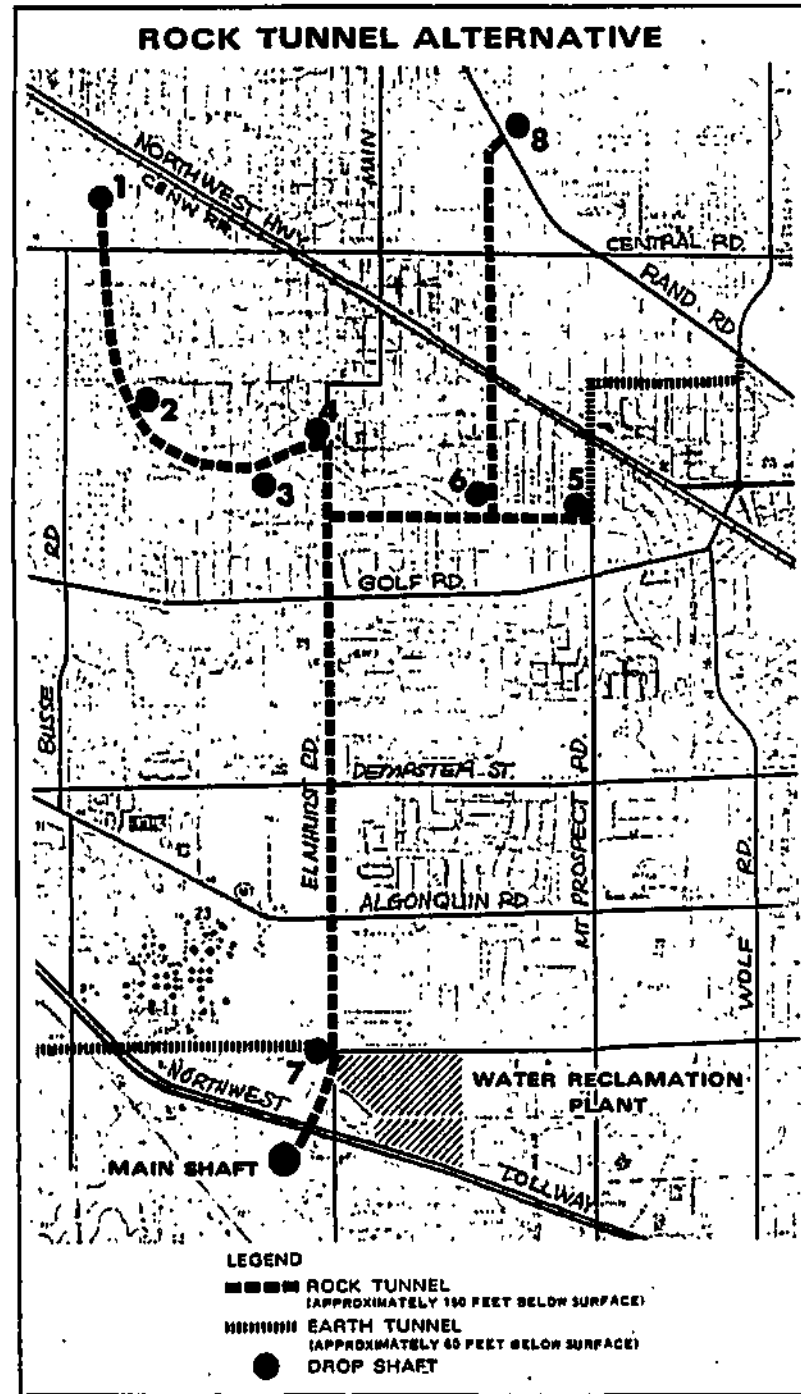 ROCK TUNNEL ALTERNATIVE
MAIN
8
NORTHWEST HWY
1
C&NW RR.
CENTRAL RD.
RAND. RD
2
4
3
6
5
RD
GOLF RD.
BUSSE
ELMHURST RD.
DEMPSTER ST.
MT PROSPECT RD.
ALGONQUIN RD
WOLF RD.
23
7
NORTHWEST
WATER RECLAMATION
PLANT
MAIN SHAFT
TOLLWAY
LEGEND
ROCK TUNNEL
(APPROXIMATELY 150 FEET BELOW SURFACE)
EARTH TUNNEL
(APPROXIMATELY 60 FEET BELOW SURFACE)
DROP SHAFT